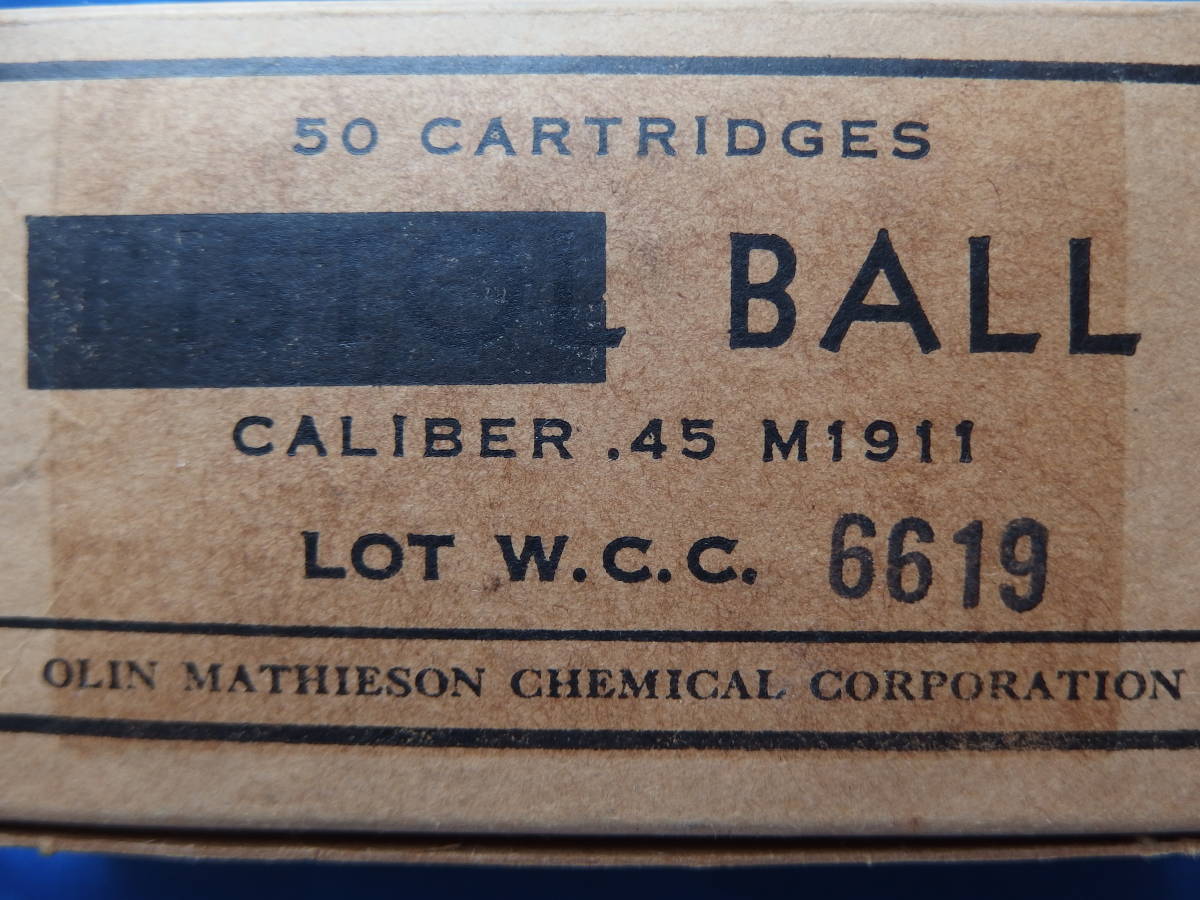 50 CARTRIDGES
BALL
CALIBER .45 M1911
LOT W.C.C. 6619
OLIN MATHIESON CHEMICAL CORPORATION